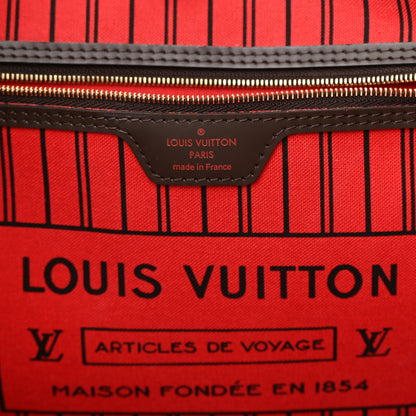 ®
LOUIS VUITTON
PARIS
made in France
LOUIS VUITTON
LV ARTICLES DE VOYAGE LV
MAISON FONDÉE EN 1854